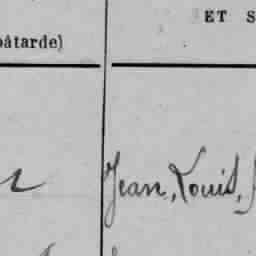 ET S
bâtarde)
Jean, Louis,